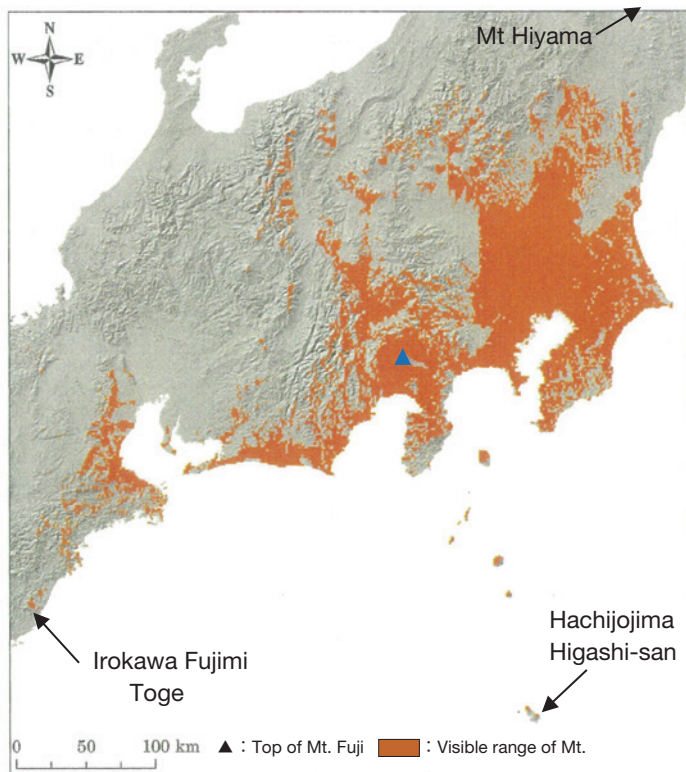 Mt Hiyama
N
W E
S
Hachijojima
Higashi-san
Irokawa Fujimi
Toge
0 50 100 km
▲ : Top of Mt. Fuji : Visible range of Mt.